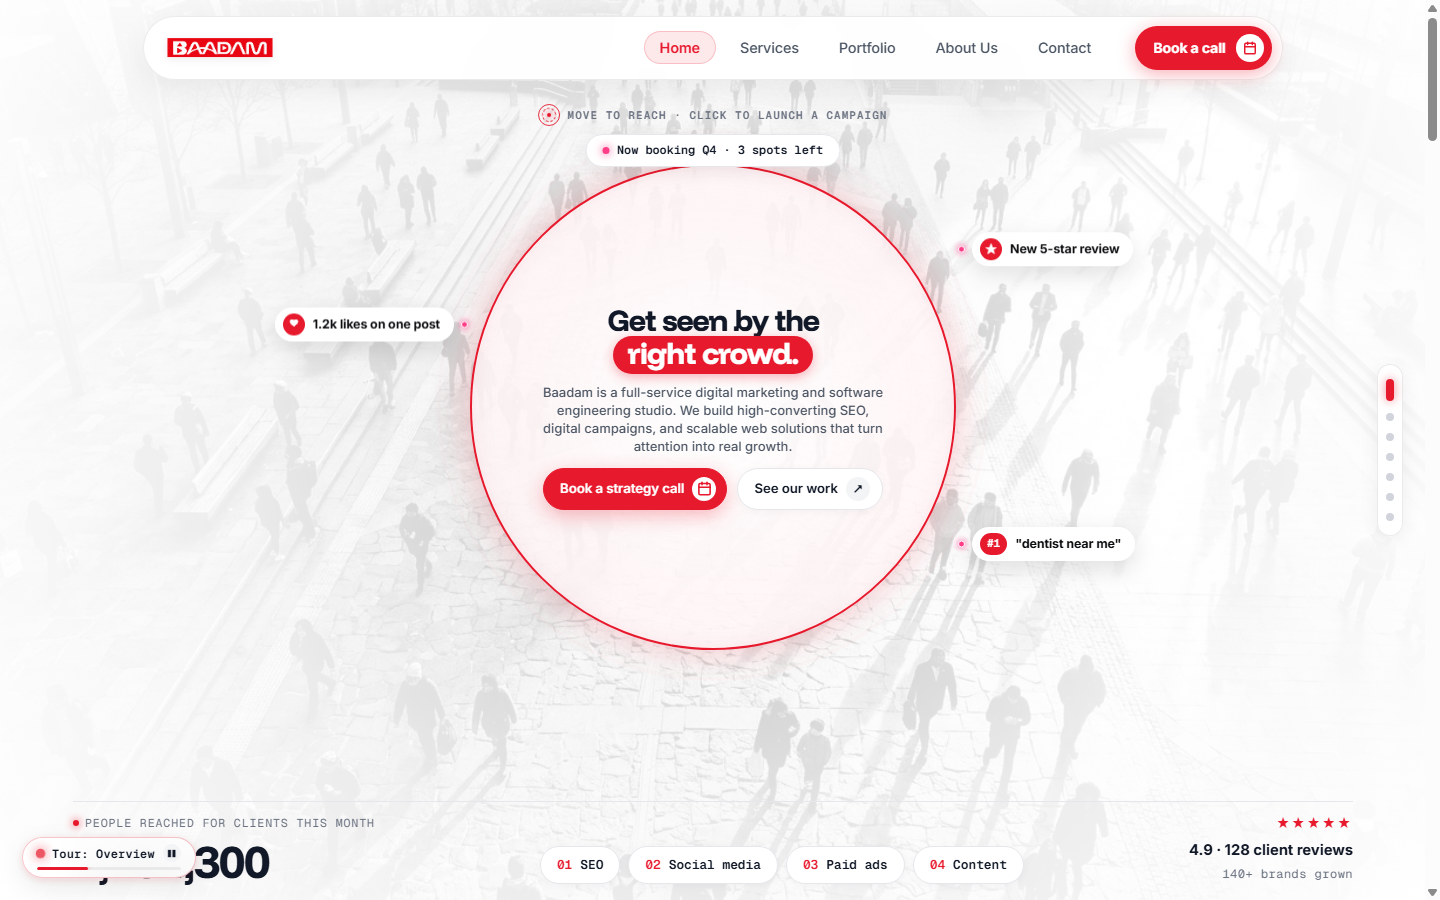 BAADAM
Home
Services
Portfolio
About Us
Contact
Book a call
MOVE TO REACH · CLICK TO LAUNCH A CAMPAIGN
Now booking Q4 · 3 spots left
New 5-star review
1.2k likes on one post
Get seen by the
right crowd.
Baadam is a full-service digital marketing and software
engineering studio. We build high-converting SEO,
digital campaigns, and scalable web solutions that turn
attention into real growth.
Book a strategy call
See our work ↗
#1 "dentist near me"
PEOPLE REACHED FOR CLIENTS THIS MONTH
Tour: Overview
,300
01 SEO
02 Social media
03 Paid ads
04 Content
★★★★★
4.9 · 128 client reviews
140+ brands grown